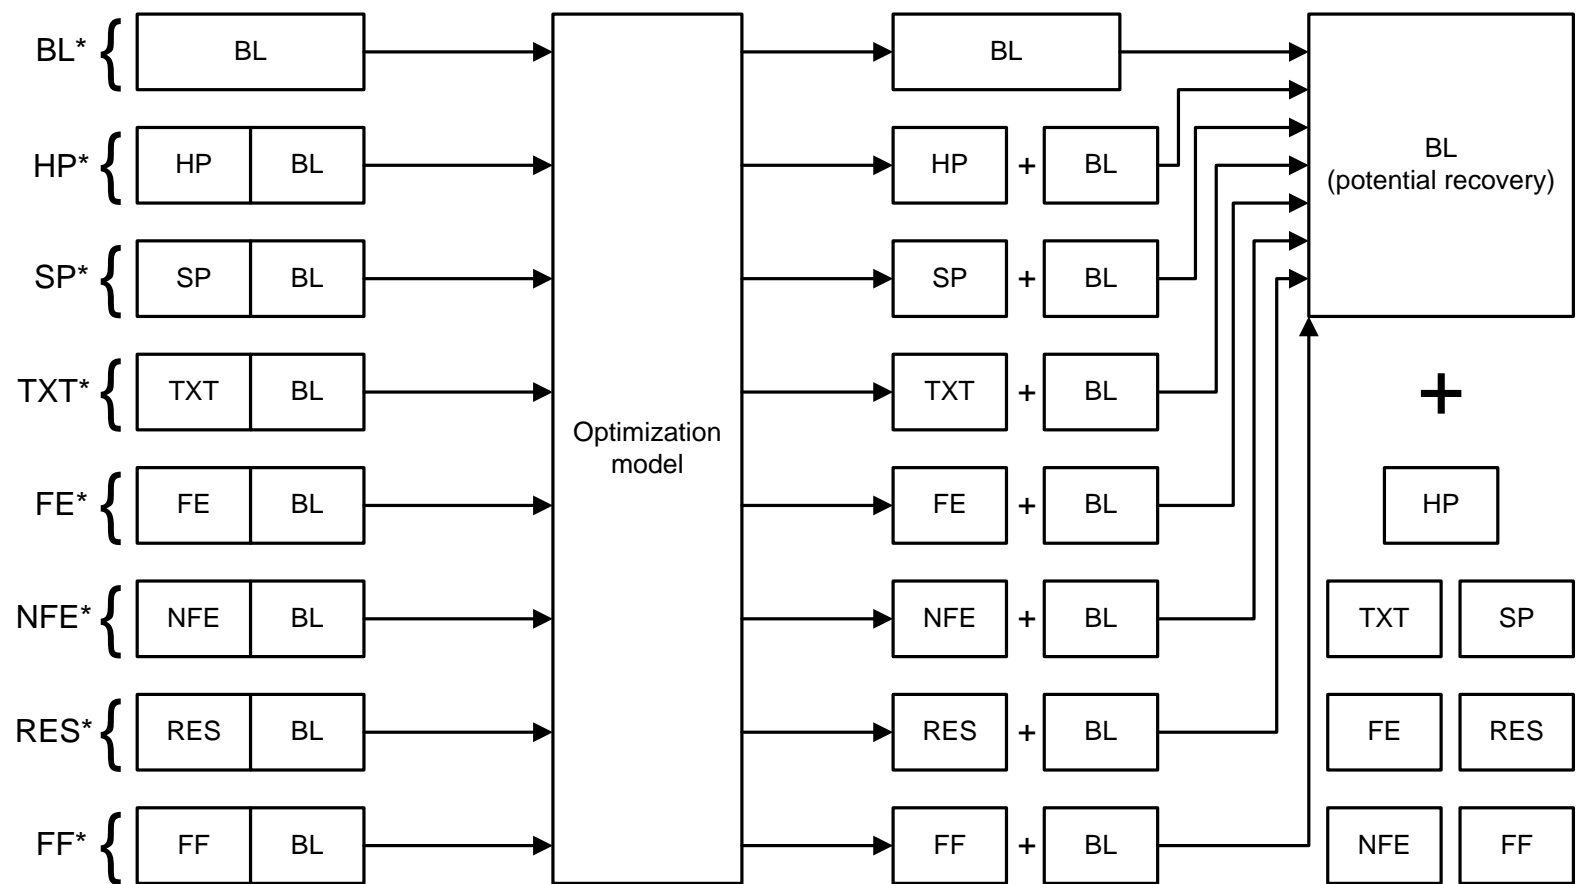 BL* { BL BL BL (potential recovery)
HP* { HP BL HP + BL
SP* { SP BL SP + BL
TXT* { TXT BL TXT + BL +
Optimization
model
FE* { FE BL FE + BL HP
NFE* { NFE BL NFE + BL TXT SP
RES* { RES BL RES + BL FE RES
FF* { FF BL FF + BL NFE FF